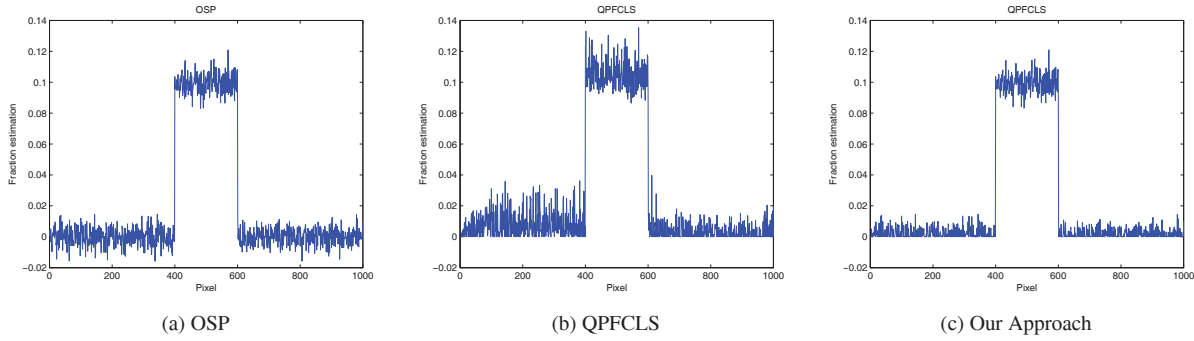 OSP
0.14
0.12
0.1
0.08
0.06
0.04
0.02
0
−0.02
Fraction estimation
0 200 400 600 800 1000
Pixel
(a) OSP
QPFCLS
0.14
0.12
0.1
0.08
0.06
0.04
0.02
0
−0.02
Fraction estimation
0 200 400 600 800 1000
Pixel
(b) QPFCLS
QPFCLS
0.14
0.12
0.1
0.08
0.06
0.04
0.02
0
−0.02
Fraction estimation
0 200 400 600 800 1000
Pixel
(c) Our Approach